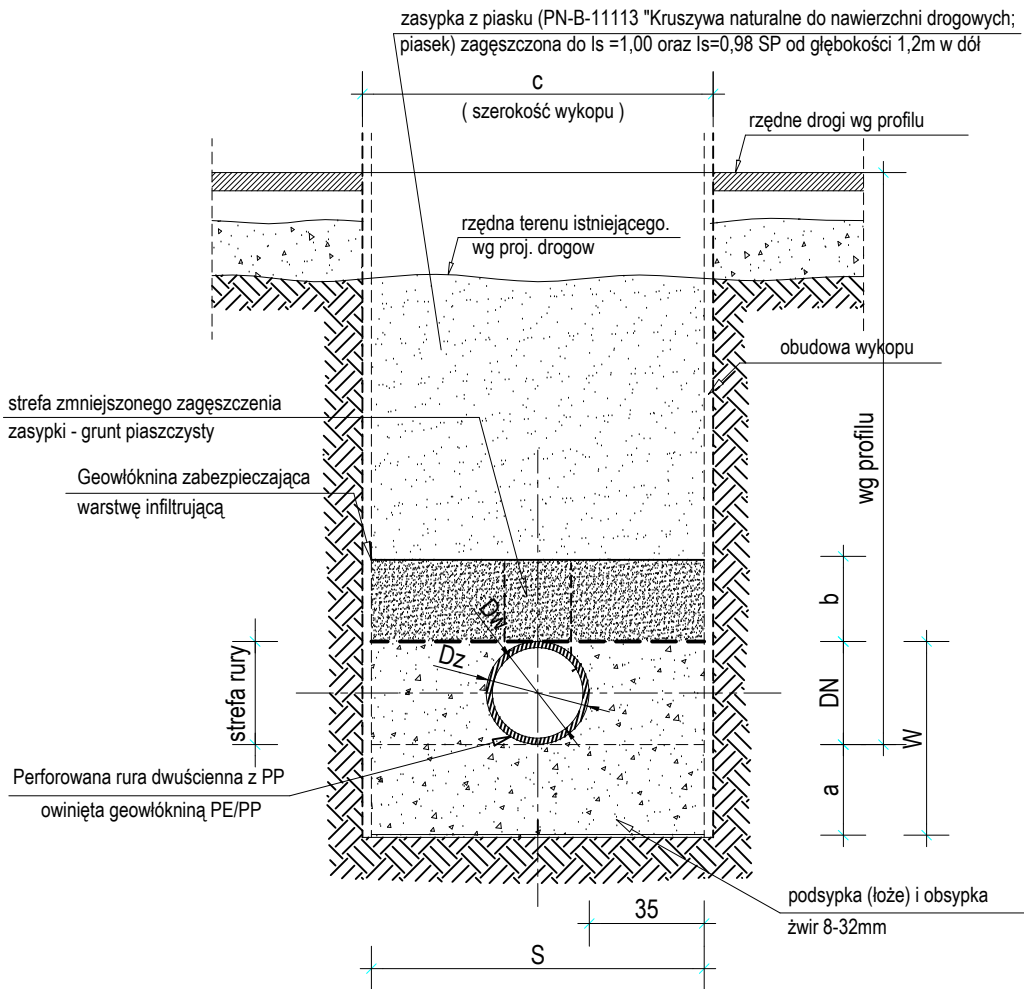 zasypka z piasku (PN-B-11113 "Kruszywa naturalne do nawierzchni drogowych;
piasek) zagęszczona do Is =1,00 oraz Is=0,98 SP od głębokości 1,2m w dół
c
( szerokość wykopu )
rzędne drogi wg profilu
rzędna terenu istniejącego.
wg proj. drogow
obudowa wykopu
strefa zmniejszonego zagęszczenia
zasypki - grunt piaszczysty
Geowłóknina zabezpieczająca
warstwę infiltrującą
wg profilu
b
Dw
Dz
strefa rury
DN
W
a
Perforowana rura dwuścienna z PP
owinięta geowłókniną PE/PP
podsypka (łoże) i obsypka
żwir 8-32mm
35
S